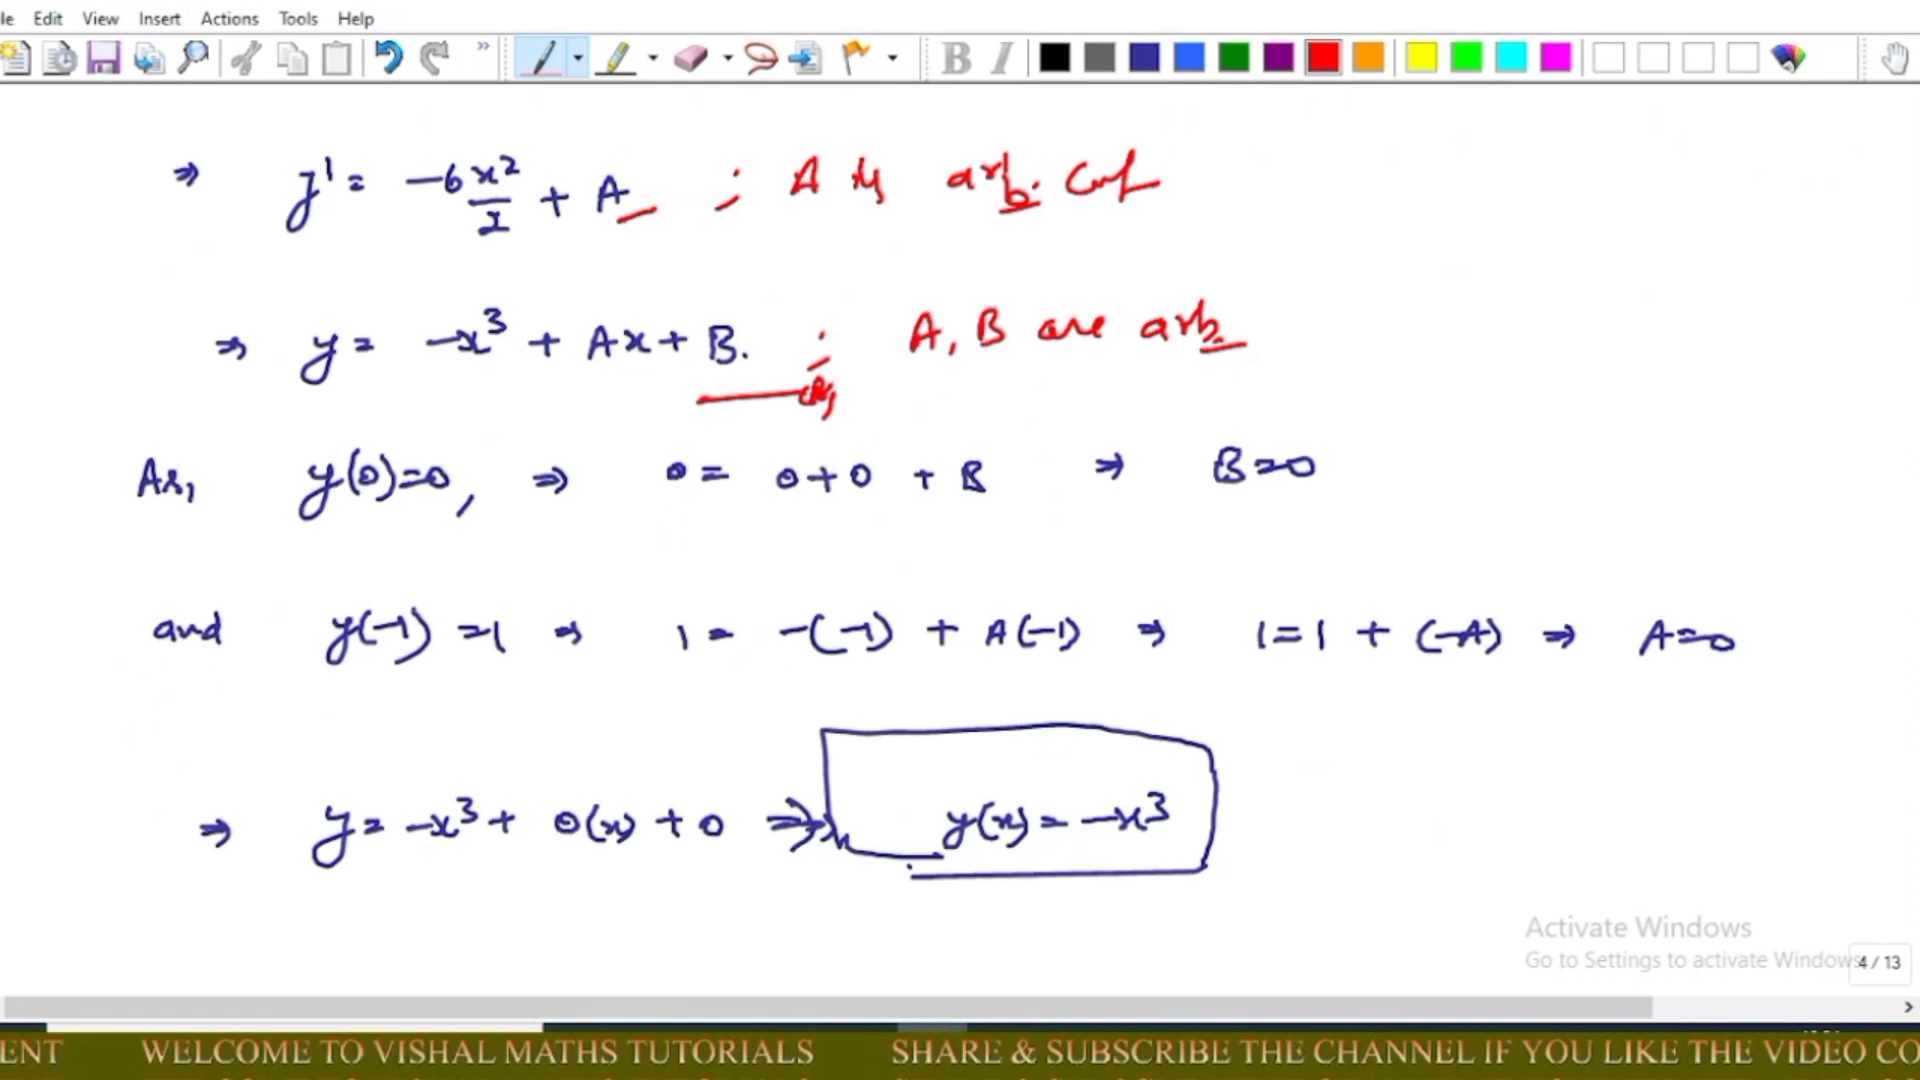 le Edit View Insert Actions Tools Help
B I
⇒ y' = -6 x²/2 + A ; A is arb.
⇒ y = -x³ + Ax + B. ; A, B are arb.
As, y(0)=0, ⇒ 0 = 0+0 + B ⇒ B=0
and y(-1) =1 ⇒ 1 = -(-1) + A(-1) ⇒ 1=1 + (-A) ⇒ A=0
⇒ y = -x³ + 0(x) + 0 ⇒ y(x) = -x³
Activate Windows
Go to Settings to activate Windows
4 / 13
ENT WELCOME TO VISHAL MATHS TUTORIALS SHARE & SUBSCRIBE THE CHANNEL IF YOU LIKE THE VIDEO CO